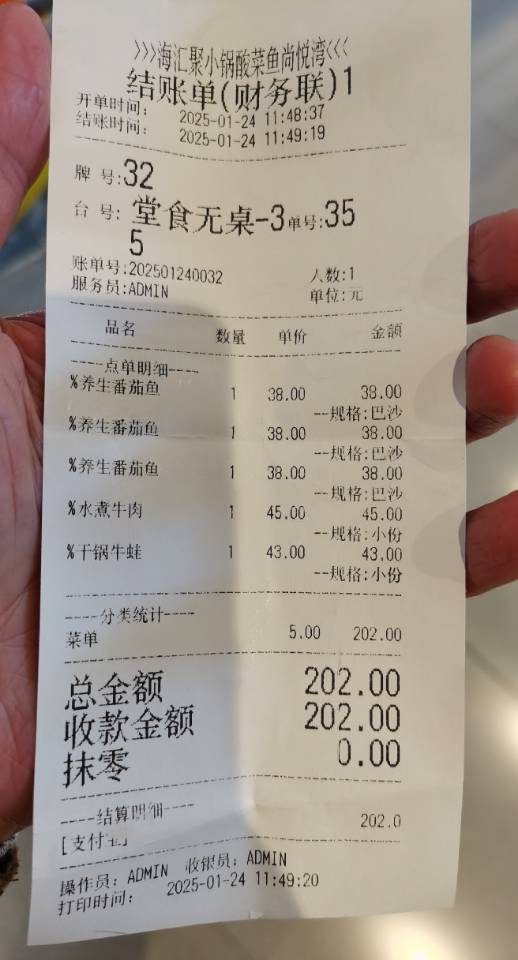 >>>海汇聚小锅酸菜鱼尚悦湾<<<
结账单(财务联)1
开单时间: 2025-01-24 11:48:37
结账时间: 2025-01-24 11:49:19
牌 号:32
台 号: 堂食无桌-3 单号:35
5
账单号:202501240032 人数:1
服务员:ADMIN 单位:元
品名 数量 单价 金额
-----点单明细----
%养生番茄鱼 1 38.00 38.00
--规格:巴沙
%养生番茄鱼 1 38.00 38.00
--规格:巴沙
%养生番茄鱼 1 38.00 38.00
--规格:巴沙
%水煮牛肉 1 45.00 45.00
--规格:小份
%干锅牛蛙 1 43.00 43.00
--规格:小份
-----分类统计----
菜单 5.00 202.00
总金额 202.00
收款金额 202.00
抹零 0.00
-----结算明细----
[支付宝] 202.0
操作员: ADMIN 收银员: ADMIN
打印时间: 2025-01-24 11:49:20